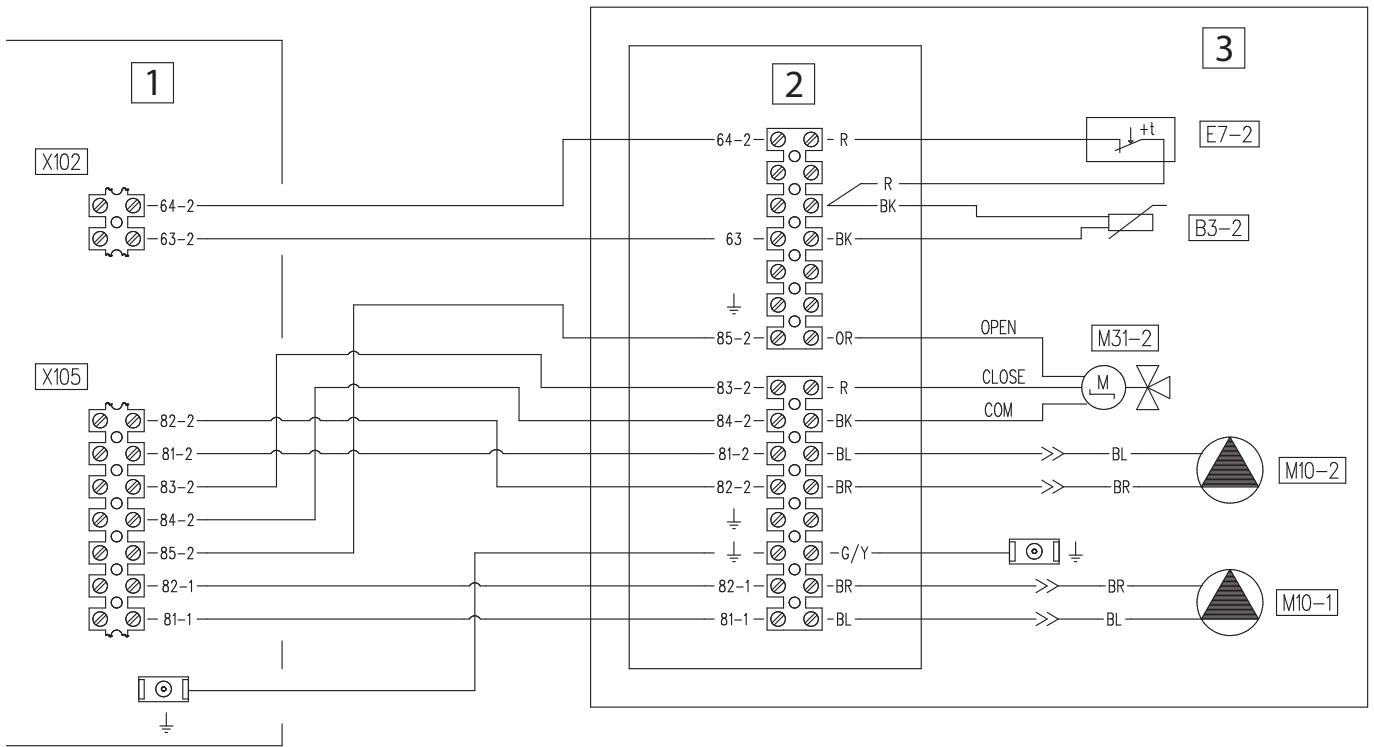 1
2
3
64-2
R
+t
E7-2
X102
R
64-2
BK
63-2
63
BK
B3-2
85-2
OR
OPEN
M31-2
X105
83-2
R
CLOSE
M
82-2
84-2
BK
COM
81-2
81-2
BL
BL
83-2
82-2
BR
BR
M10-2
84-2
85-2
G/Y
82-1
82-1
BR
BR
M10-1
81-1
81-1
BL
BL